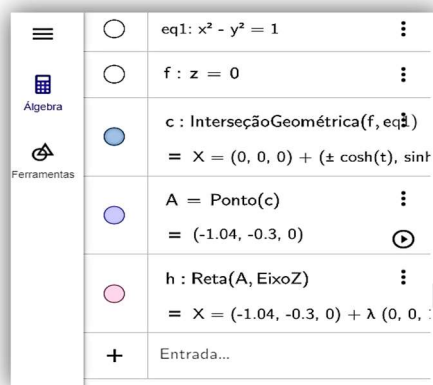 eq1: x² - y² = 1
f : z = 0
Álgebra
c : InterseçãoGeométrica(f, eq1)
= X = (0, 0, 0) + (± cosh(t), sinh
Ferramentas
A = Ponto(c)
= (-1.04, -0.3, 0)
h : Reta(A, EixoZ)
= X = (-1.04, -0.3, 0) + λ (0, 0,
+ Entrada...